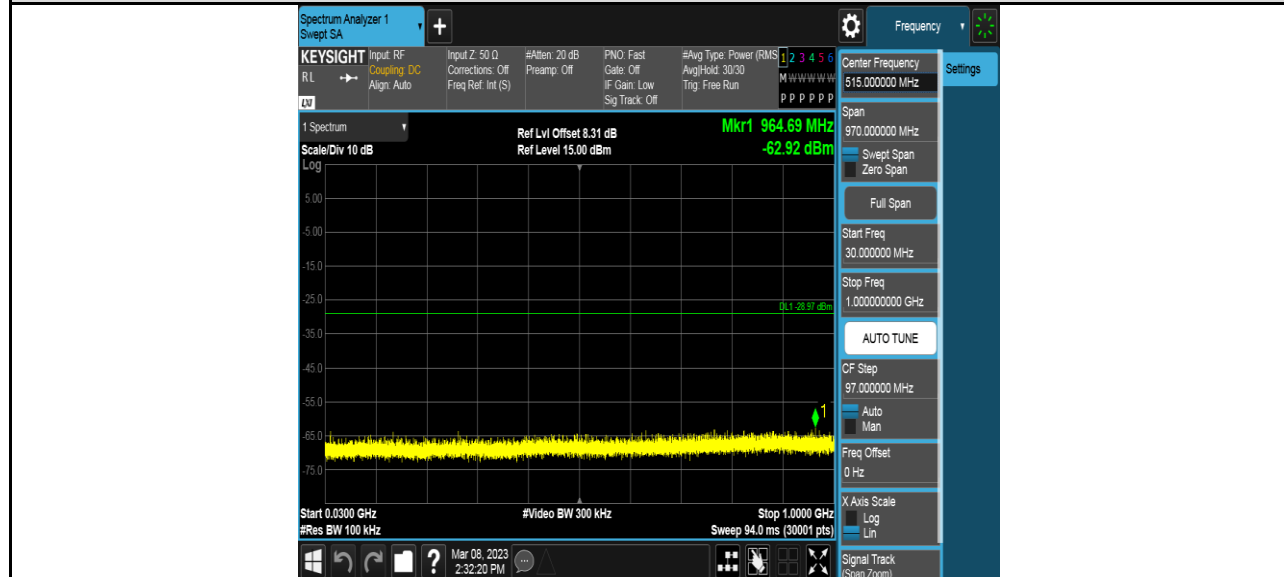 Spectrum Analyzer 1
Swept SA
+
Frequency
KEYSIGHT
RL
LXI
Input: RF
Coupling: DC
Align: Auto
Input Z: 50 Ω
Corrections: Off
Freq Ref: Int (S)
#Atten: 20 dB
Preamp: Off
PNO: Fast
Gate: Off
IF Gain: Low
Sig Track: Off
#Avg Type: Power (RMS
Avg|Hold: 30/30
Trig: Free Run
1 2 3 4 5 6
M W W W W W
P P P P P P
1 Spectrum
Scale/Div 10 dB
Ref Lvl Offset 8.31 dB
Ref Level 15.00 dBm
Mkr1 964.69 MHz
-62.92 dBm
Log
5.00
-5.00
-15.0
-25.0
-35.0
-45.0
-55.0
-65.0
-75.0
DL1 -28.97 dBm
1
Start 0.0300 GHz
#Res BW 100 kHz
#Video BW 300 kHz
Stop 1.0000 GHz
Sweep 94.0 ms (30001 pts)
?
Mar 08, 2023
2:32:20 PM
Center Frequency
515.000000 MHz
Span
970.000000 MHz
Swept Span
Zero Span
Full Span
Start Freq
30.000000 MHz
Stop Freq
1.000000000 GHz
AUTO TUNE
CF Step
97.000000 MHz
Auto
Man
Freq Offset
0 Hz
X Axis Scale
Log
Lin
Signal Track
(Span Zoom)
Settings